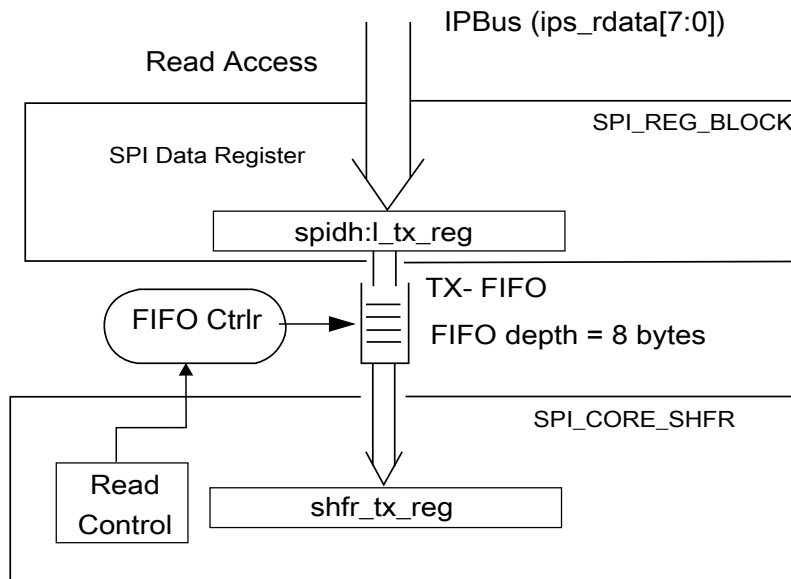 IPBus (ips_rdata[7:0])
Read Access
SPI_REG_BLOCK
SPI Data Register
spidh:l_tx_reg
TX- FIFO
FIFO Ctrlr
FIFO depth = 8 bytes
SPI_CORE_SHFR
Read
Control
shfr_tx_reg